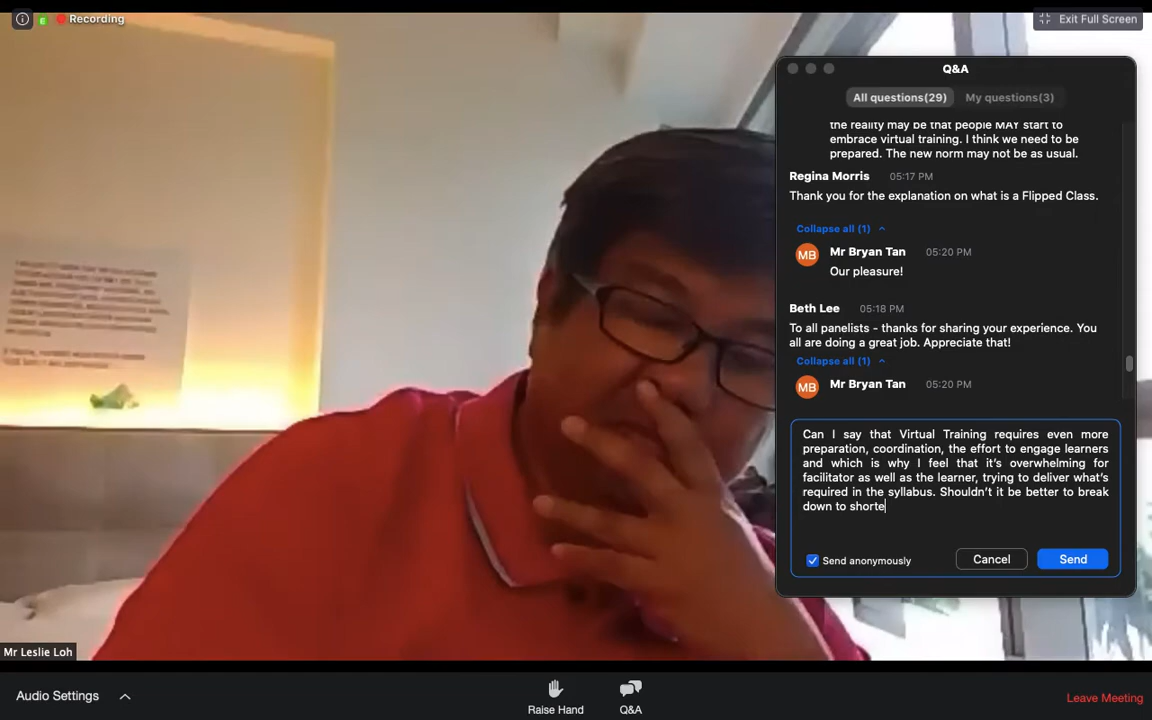 Recording
Exit Full Screen
Q&A
All questions(29) My questions(3)
the reality may be that people MAY start to
embrace virtual training. I think we need to be
prepared. The new norm may not be as usual.
Regina Morris 05:17 PM
Thank you for the explanation on what is a Flipped Class.
Collapse all (1)
MB Mr Bryan Tan 05:20 PM
Our pleasure!
Beth Lee 05:18 PM
To all panelists - thanks for sharing your experience. You
all are doing a great job. Appreciate that!
Collapse all (1)
MB Mr Bryan Tan 05:20 PM
Can I say that Virtual Training requires even more
preparation, coordination, the effort to engage learners
and which is why I feel that it's overwhelming for
facilitator as well as the learner, trying to deliver what's
required in the syllabus. Shouldn't it be better to break
down to shorte
Send anonymously Cancel Send
Mr Leslie Loh
Audio Settings
Raise Hand
Q&A
Leave Meeting